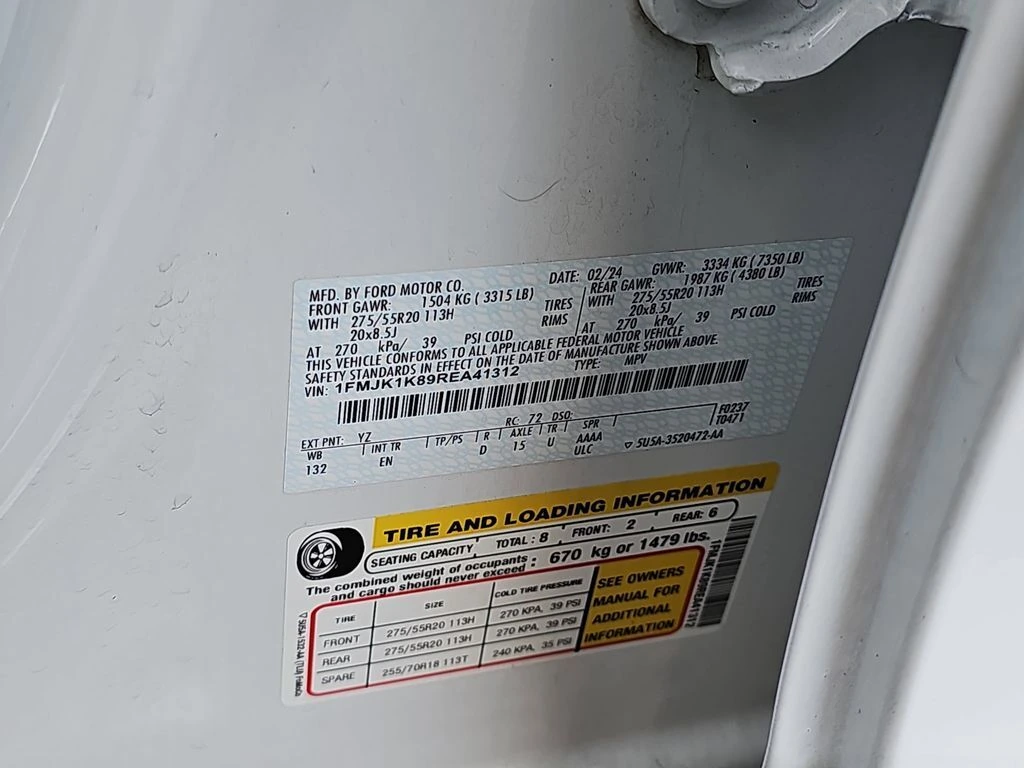 MFD. BY FORD MOTOR CO.
DATE: 02/24 GVWR: 3334 KG ( 7350 LB)
FRONT GAWR: 1504 KG ( 3315 LB)
REAR GAWR: 1987 KG ( 4380 LB)
WITH 275/55R20 113H TIRES
WITH 275/55R20 113H TIRES
20x8.5J RIMS
20x8.5J RIMS
AT 270 kPa/ 39 PSI COLD
AT 270 kPa/ 39 PSI COLD
THIS VEHICLE CONFORMS TO ALL APPLICABLE FEDERAL MOTOR VEHICLE
SAFETY STANDARDS IN EFFECT ON THE DATE OF MANUFACTURE SHOWN ABOVE.
VIN: 1FMJK1K89REA41312 TYPE: MPV
EXT PNT: YZ RC: 72 DSO: F0237
WB INT TR TP/PS R AXLE TR SPR T0471
132 EN D 15 U AAAA
ULC 5U5A-3520472-AA
TIRE AND LOADING INFORMATION
SEATING CAPACITY TOTAL : 8 FRONT: 2 REAR: 6
The combined weight of occupants
and cargo should never exceed : 670 kg or 1479 lbs.
TIRE SIZE COLD TIRE PRESSURE
FRONT 275/55R20 113H 270 KPA, 39 PSI
REAR 275/55R20 113H 270 KPA, 39 PSI
SPARE 255/70R18 113T 240 KPA, 35 PSI
SEE OWNERS
MANUAL FOR
ADDITIONAL
INFORMATION
1FMJK1K89REA41312